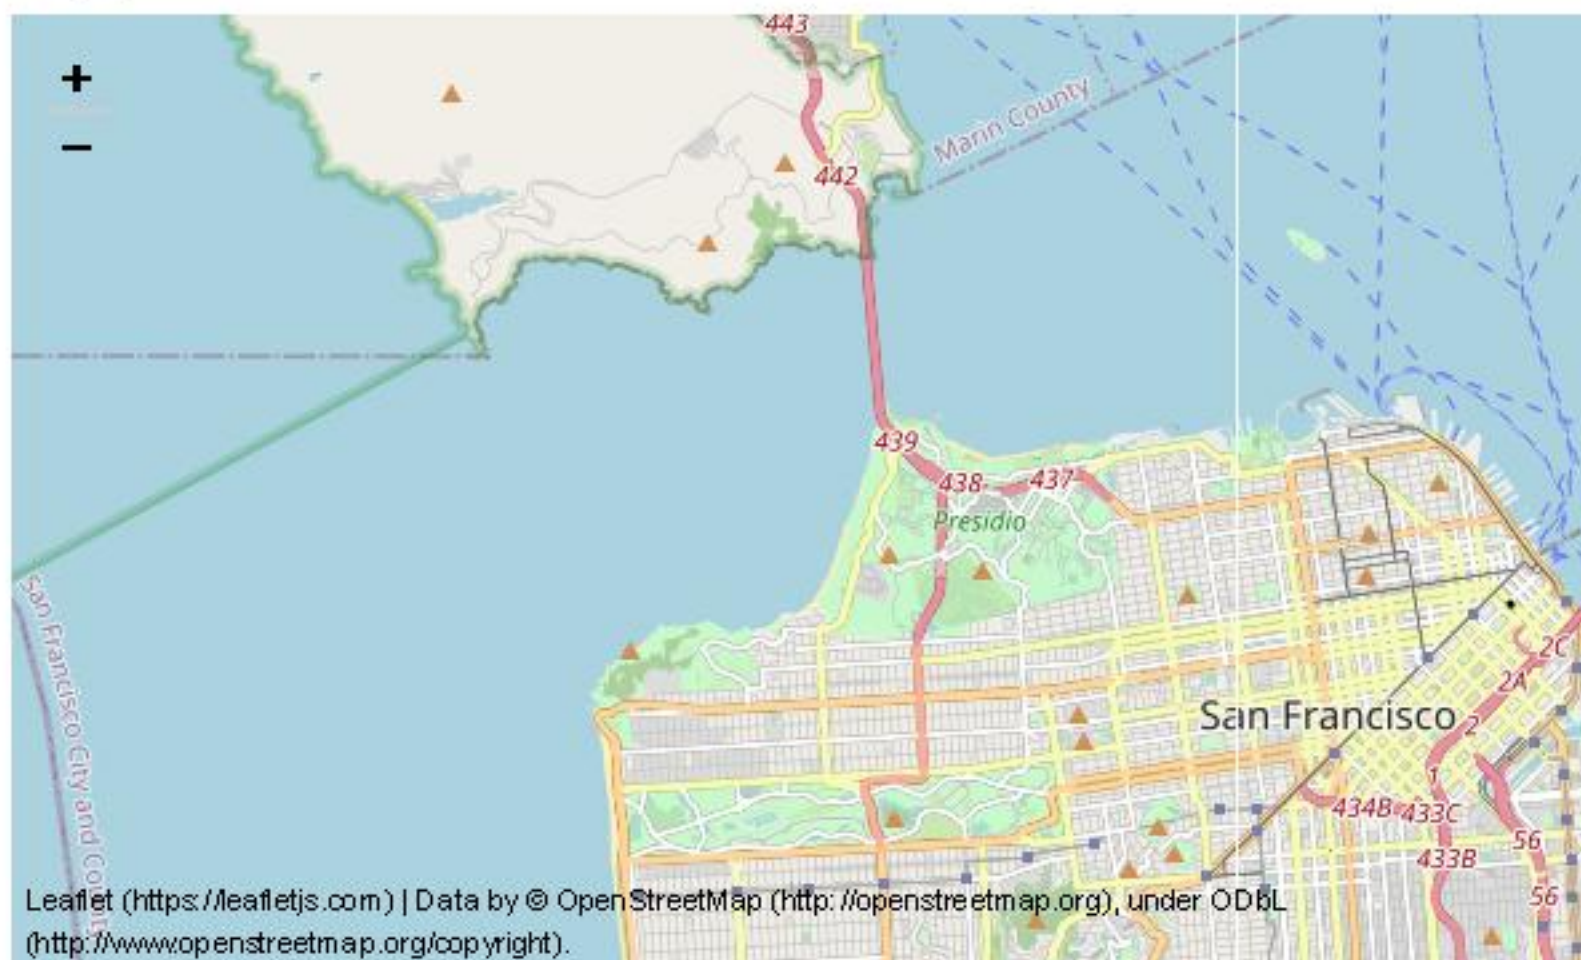 +
−
443
Marin County
442
439
438
437
Presidio
2C
2A
San Francisco
2
1
434B
433C
433B
56
56
San Francisco City and Count
Leaflet (https://leafletjs.com) | Data by © OpenStreetMap (http://openstreetmap.org), under ODbL
(http://www.openstreetmap.org/copyright).